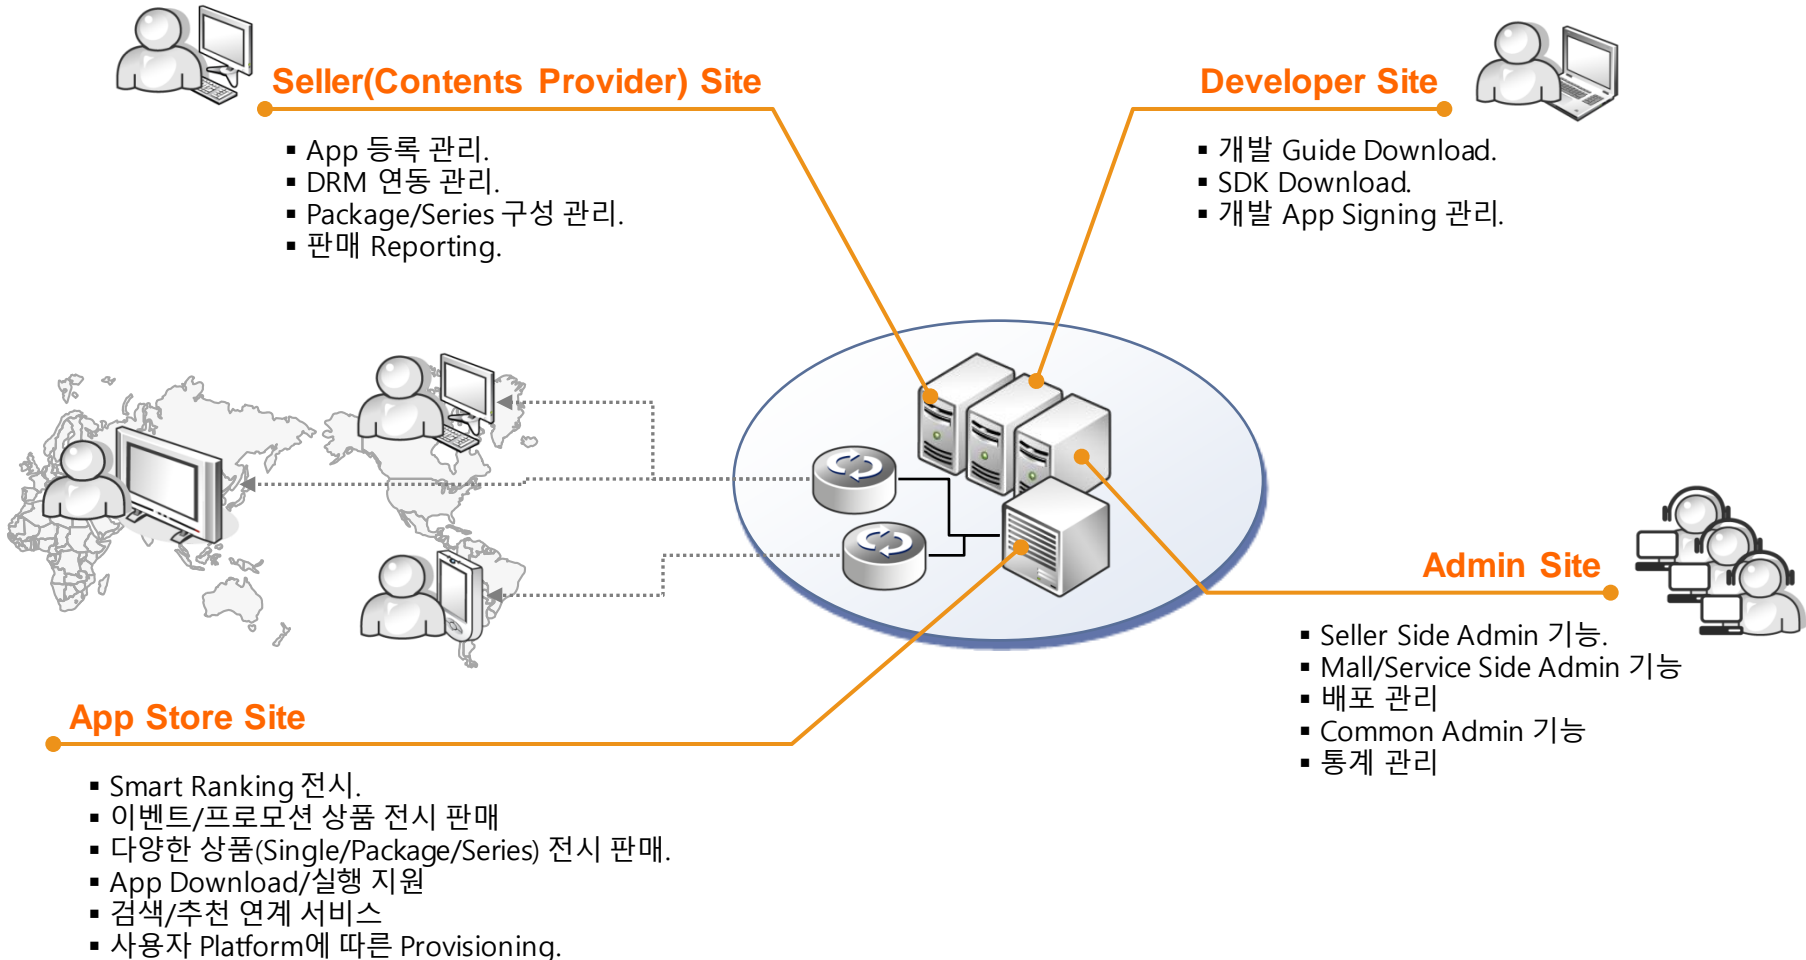 Seller(Contents Provider) Site
▪ App 등록 관리.
▪ DRM 연동 관리.
▪ Package/Series 구성 관리.
▪ 판매 Reporting.
Developer Site
▪ 개발 Guide Download.
▪ SDK Download.
▪ 개발 App Signing 관리.
Admin Site
▪ Seller Side Admin 기능.
▪ Mall/Service Side Admin 기능
▪ 배포 관리
▪ Common Admin 기능
▪ 통계 관리
App Store Site
▪ Smart Ranking 전시.
▪ 이벤트/프로모션 상품 전시 판매
▪ 다양한 상품(Single/Package/Series) 전시 판매.
▪ App Download/실행 지원
▪ 검색/추천 연계 서비스
▪ 사용자 Platform에 따른 Provisioning.